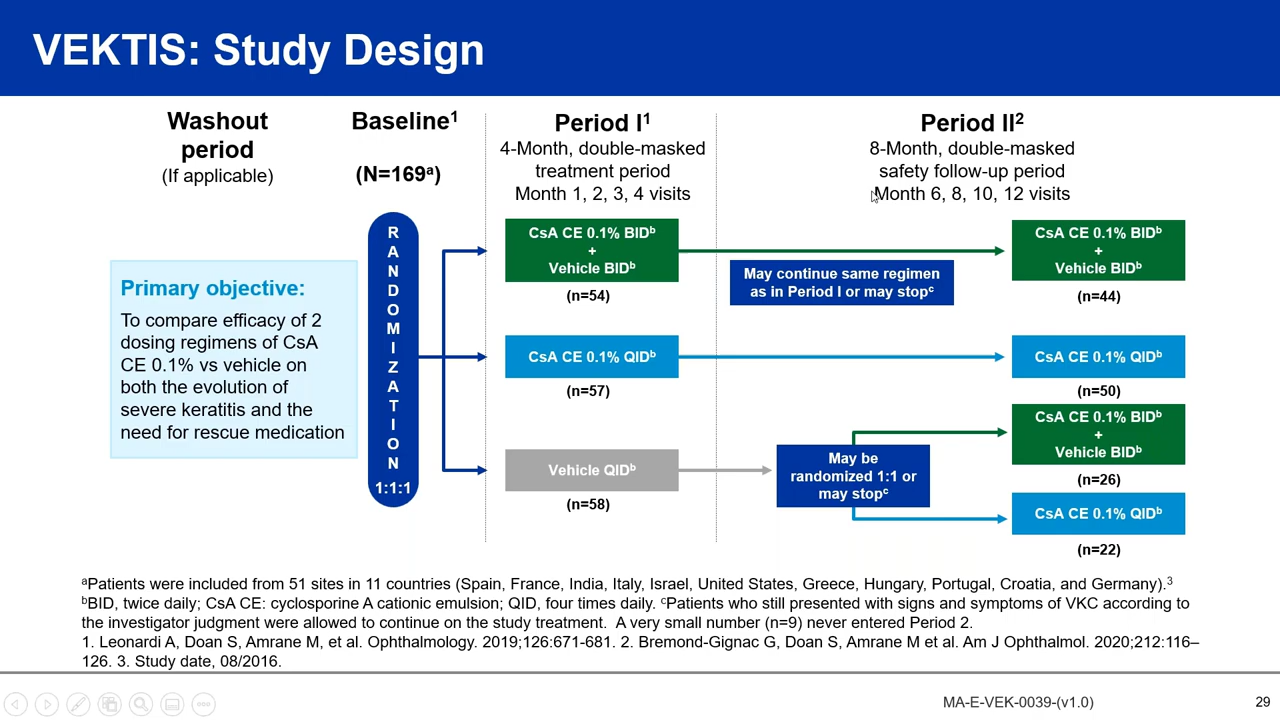 VEKTIS: Study Design
Washout
period
(If applicable)
Baseline¹
(N=169ᵃ)
Period I¹
4-Month, double-masked
treatment period
Month 1, 2, 3, 4 visits
Period II²
8-Month, double-masked
safety follow-up period
Month 6, 8, 10, 12 visits
Primary objective:
To compare efficacy of 2
dosing regimens of CsA
CE 0.1% vs vehicle on
both the evolution of
severe keratitis and the
need for rescue medication
R
A
N
D
O
M
I
Z
A
T
I
O
N
1:1:1
CsA CE 0.1% BIDᵇ
+
Vehicle BIDᵇ
(n=54)
CsA CE 0.1% QIDᵇ
(n=57)
Vehicle QIDᵇ
(n=58)
May continue same regimen
as in Period I or may stopᶜ
May be
randomized 1:1 or
may stopᶜ
CsA CE 0.1% BIDᵇ
+
Vehicle BIDᵇ
(n=44)
CsA CE 0.1% QIDᵇ
(n=50)
CsA CE 0.1% BIDᵇ
+
Vehicle BIDᵇ
(n=26)
CsA CE 0.1% QIDᵇ
(n=22)
ᵃPatients were included from 51 sites in 11 countries (Spain, France, India, Italy, Israel, United States, Greece, Hungary, Portugal, Croatia, and Germany).³
ᵇBID, twice daily; CsA CE: cyclosporine A cationic emulsion; QID, four times daily. ᶜPatients who still presented with signs and symptoms of VKC according to
the investigator judgment were allowed to continue on the study treatment. A very small number (n=9) never entered Period 2.
1. Leonardi A, Doan S, Amrane M, et al. Ophthalmology. 2019;126:671-681. 2. Bremond-Gignac G, Doan S, Amrane M et al. Am J Ophthalmol. 2020;212:116–
126. 3. Study date, 08/2016.
MA-E-VEK-0039-(v1.0)
29